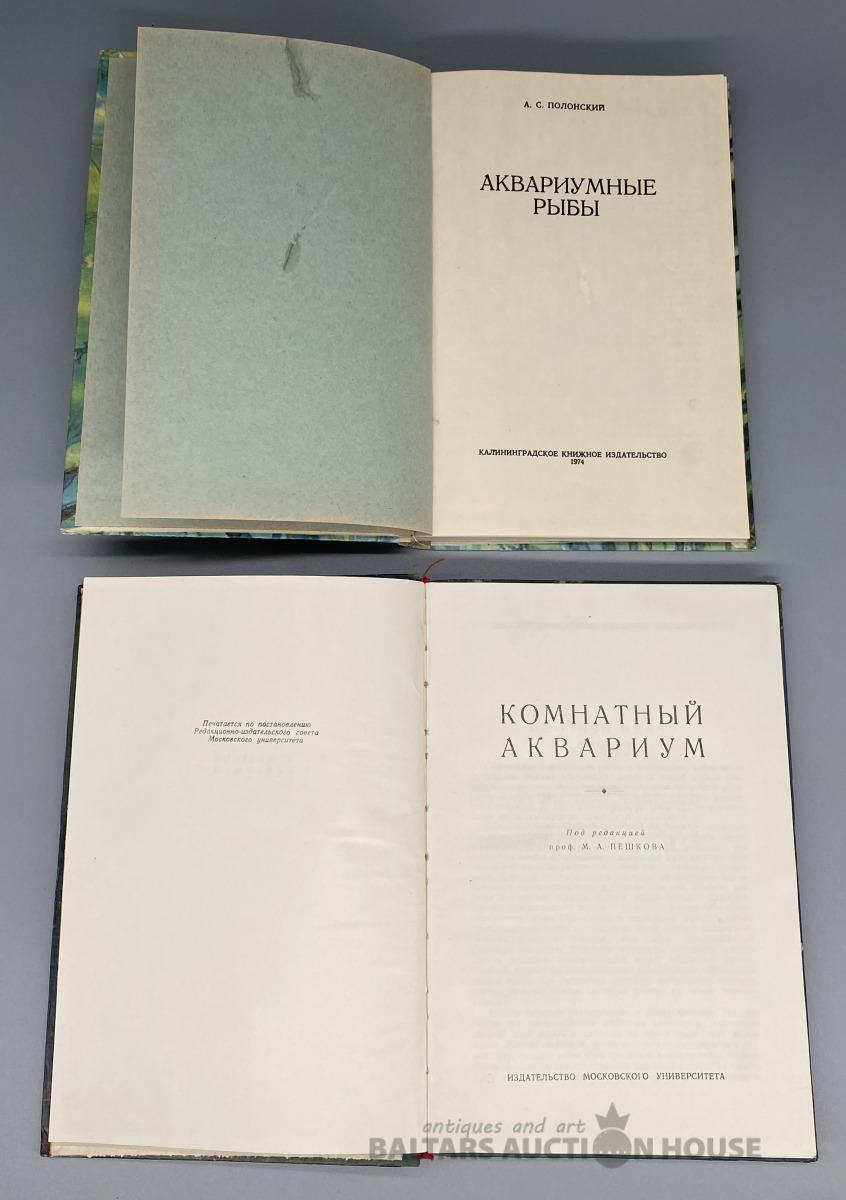 А. С. ПОЛОНСКИЙ
АКВАРИУМНЫЕ
РЫБЫ
КАЛИНИНГРАДСКОЕ КНИЖНОЕ ИЗДАТЕЛЬСТВО
1974
Печатается по постановлению
Редакционно-издательского совета
Московского университета
КОМНАТНЫЙ
АКВАРИУМ
Под редакцией
проф. М. А. ПЕШКОВА
ИЗДАТЕЛЬСТВО МОСКОВСКОГО УНИВЕРСИТЕТА
antiques and art
BALTARS AUCTION HOUSE